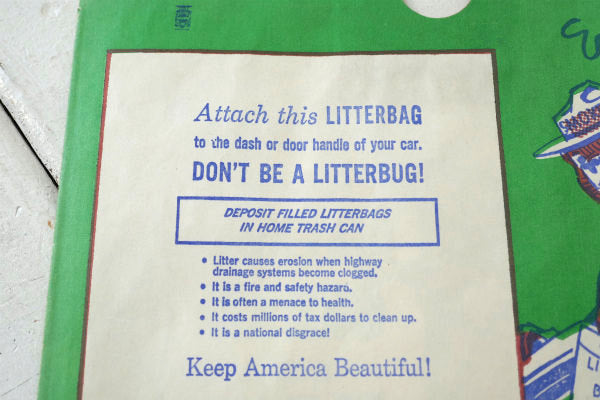 Attach this LITTERBAG
to the dash or door handle of your car.
DON'T BE A LITTERBUG!
DEPOSIT FILLED LITTERBAGS
IN HOME TRASH CAN
• Litter causes erosion when highway
drainage systems become clogged.
• It is a fire and safety hazard.
• It is often a menace to health.
• It costs millions of tax dollars to clean up.
• It is a national disgrace!
Keep America Beautiful!
LI
B